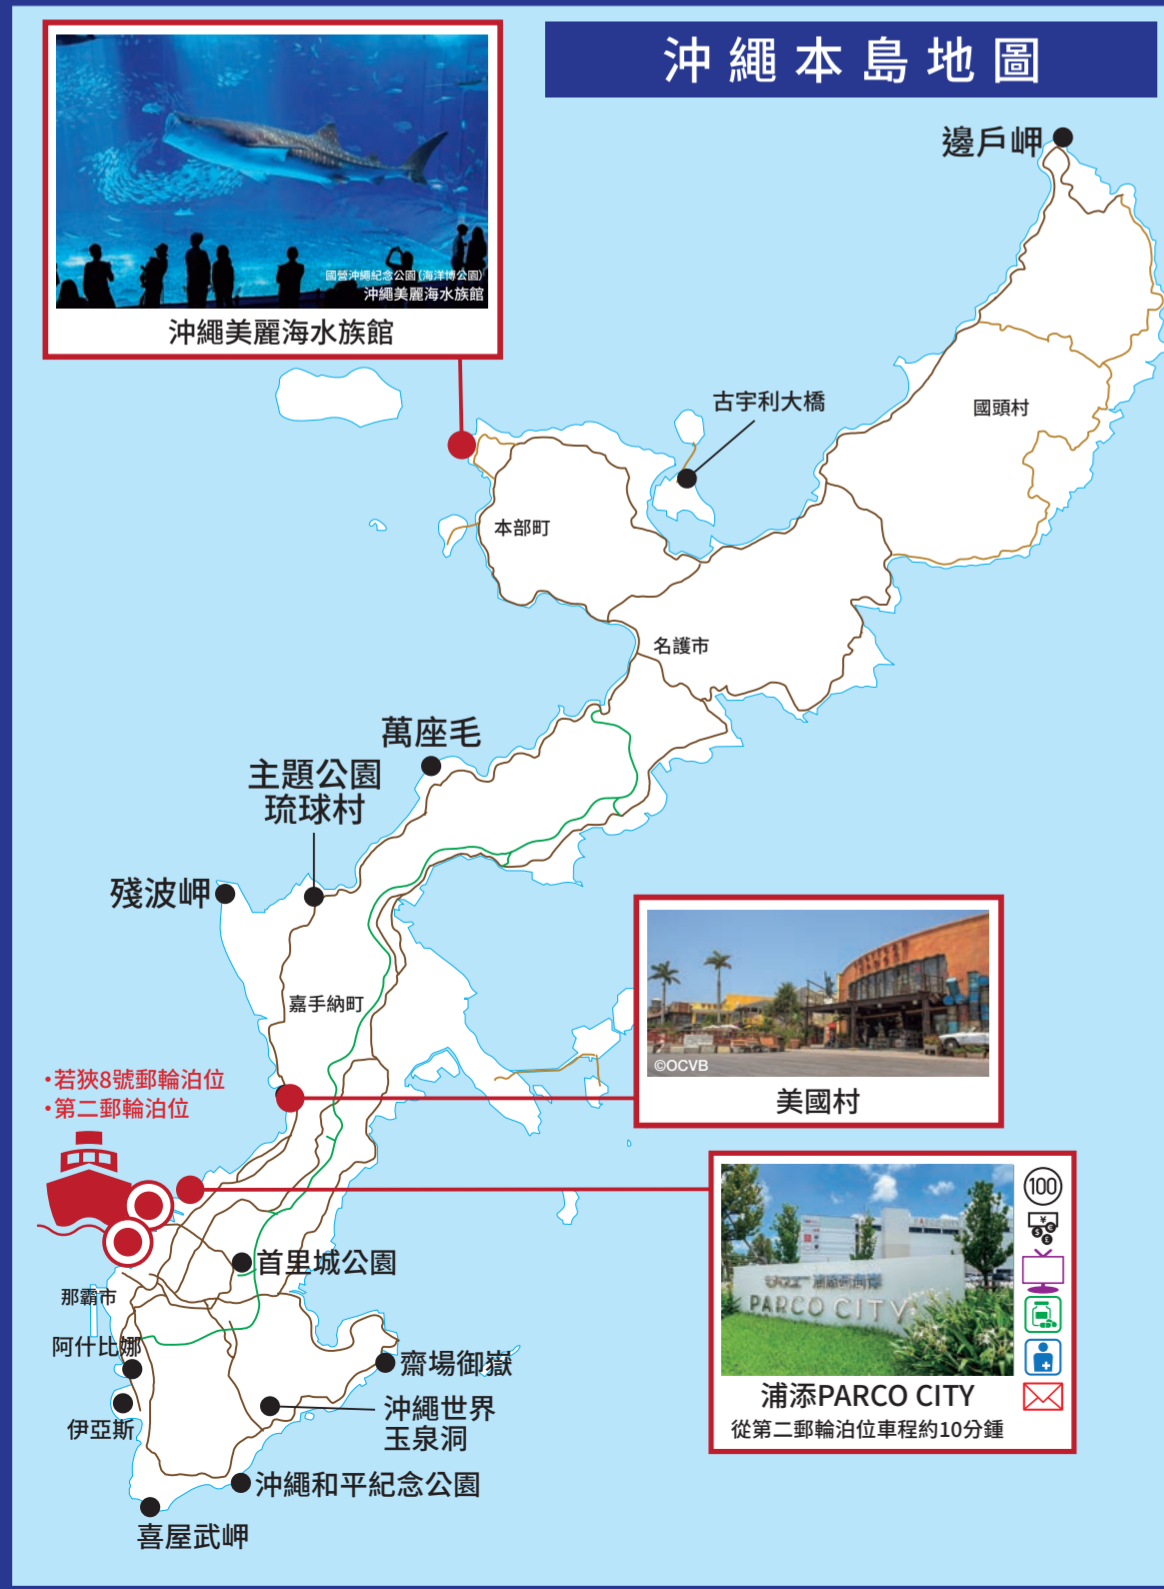 沖繩本島地圖
國營沖繩紀念公園(海洋博公園)
沖繩美麗海水族館
沖繩美麗海水族館
邊戶岬
古宇利大橋
國頭村
本部町
名護市
萬座毛
主題公園
琉球村
殘波岬
嘉手納町
©OCVB
美國村
・若狹8號郵輪泊位
・第二郵輪泊位
首里城公園
那霸市
阿什比娜
伊亞斯
齋場御嶽
沖繩世界
玉泉洞
沖繩和平紀念公園
喜屋武岬
PARCO CITY
100
¥
€
$
£
浦添PARCO CITY
從第二郵輪泊位車程約10分鍾